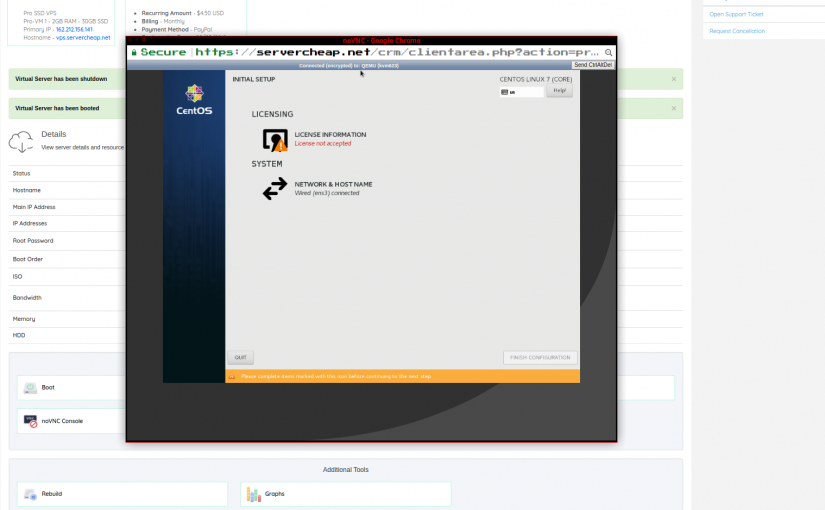 Pro SSD VPS
Pro-VM 1 - 2GB RAM - 30GB SSD
Primary IP - 162.212.156.141
Hostname - vps.servercheap.net
Recurring Amount - $4.50 USD
Billing - Monthly
Payment Method - PayPal
Open Support Ticket
Request Cancellation
noVNC - Google Chrome
Secure | https://servercheap.net/crm/clientarea.php?action=pr...
Connected (encrypted) to: QEMU
Send CtrlAltDel
Virtual Server has been shutdown
Virtual Server has been booted
Details
View server details and resource
Status
Hostname
Main IP Address
IP Addresses
Root Password
Boot Order
ISO
Bandwidth
Memory
HDD
CentOS
INITIAL SETUP
CENTOS LINUX 7 (CORE)
us
Help!
LICENSING
LICENSE INFORMATION
License not accepted
SYSTEM
NETWORK & HOST NAME
Wired (ens3) connected
QUIT
FINISH CONFIGURATION
Please complete items marked with this icon before continuing to the next step.
Boot
noVNC Console
Additional Tools
Rebuild
Graphs